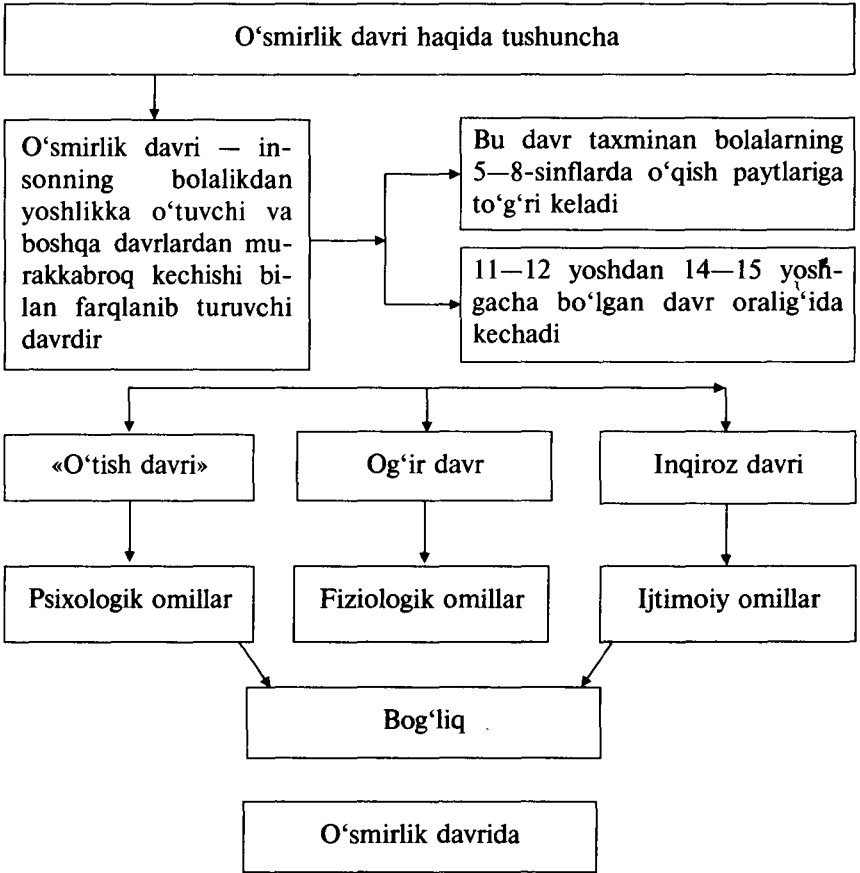 O‘smirlik davri haqida tushuncha
O‘smirlik davri — in-
sonning bolalikdan
yoshlikka o‘tuvchi va
boshqa davrlardan mu-
rakkabroq kechishi bi-
lan farqlanib turuvchi
davrdir
Bu davr taxminan bolalarning
5—8-sinflarda o‘qish paytlariga
to‘g‘ri keladi
11—12 yoshdan 14—15 yosh-
gacha bo‘lgan davr oralig‘ida
kechadi
«O‘tish davri»
Og‘ir davr
Inqiroz davri
Psixologik omillar
Fiziologik omillar
Ijtimoiy omillar
Bog‘liq
O‘smirlik davrida